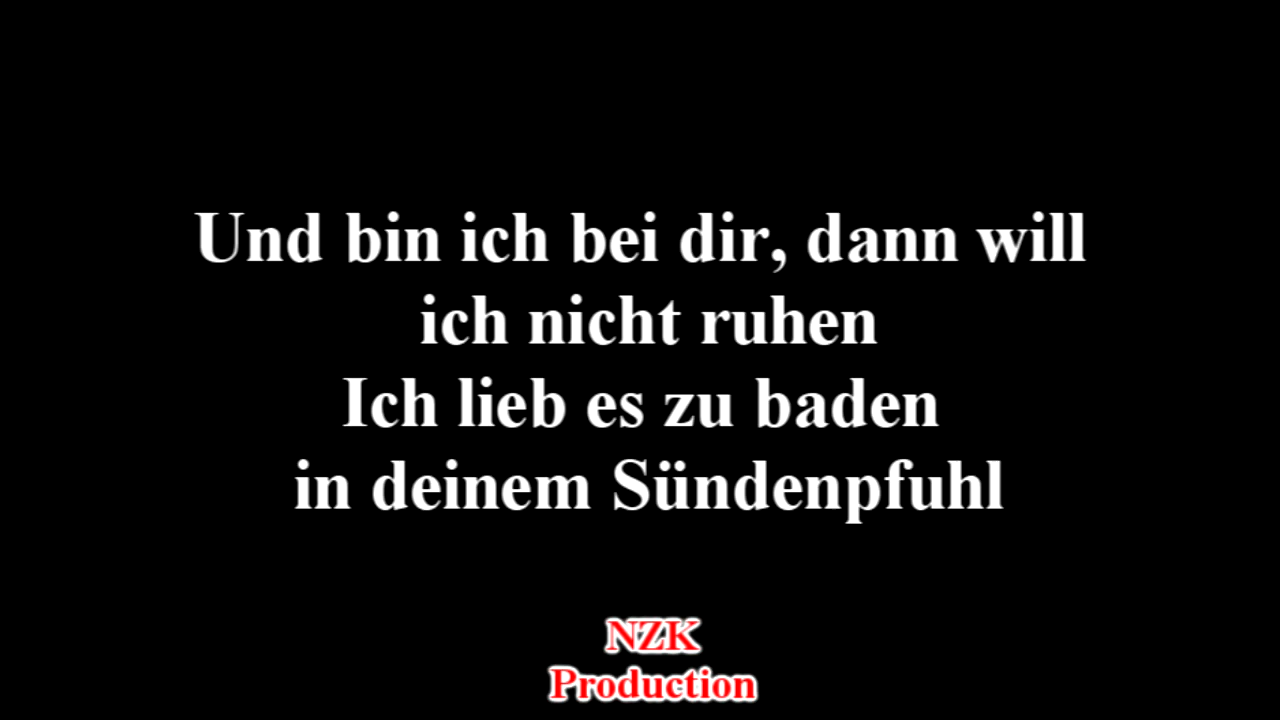 Und bin ich bei dir, dann will
ich nicht ruhen
Ich lieb es zu baden
in deinem Sündenpfuhl
NZK
Production